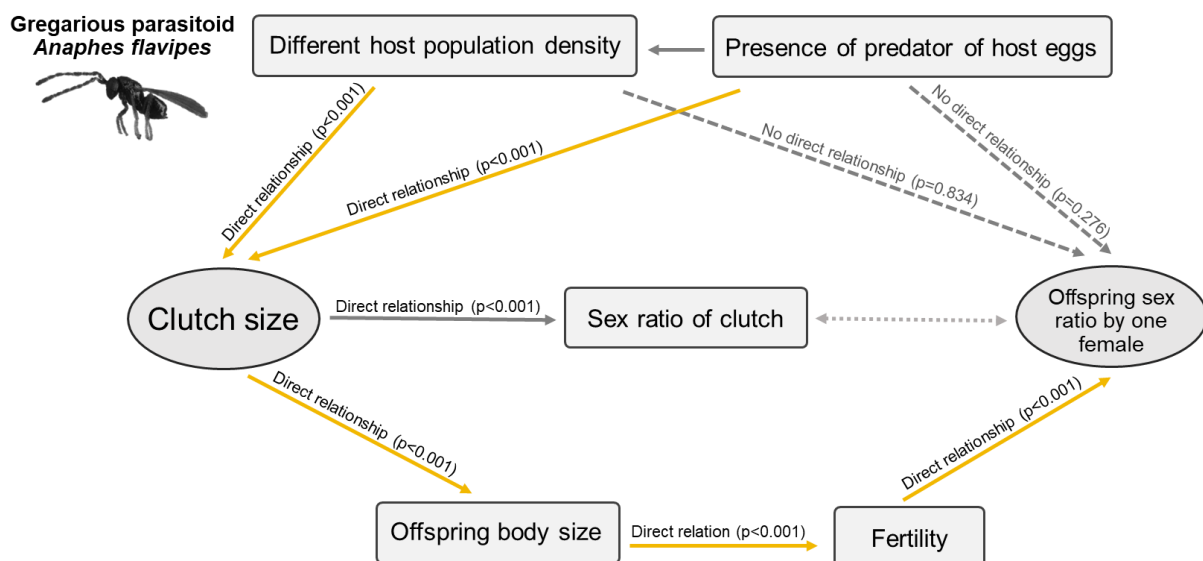 Gregarious parasitoid
Anaphes flavipes
Different host population density
Presence of predator of host eggs
Direct relationship (p<0.001)
Direct relationship (p<0.001)
No direct relationship (p=0.834)
No direct relationship (p=0.276)
Clutch size
Direct relationship (p<0.001)
Sex ratio of clutch
Offspring sex
ratio by one
female
Direct relationship (p<0.001)
Direct relationship (p<0.001)
Offspring body size
Direct relation (p<0.001)
Fertility